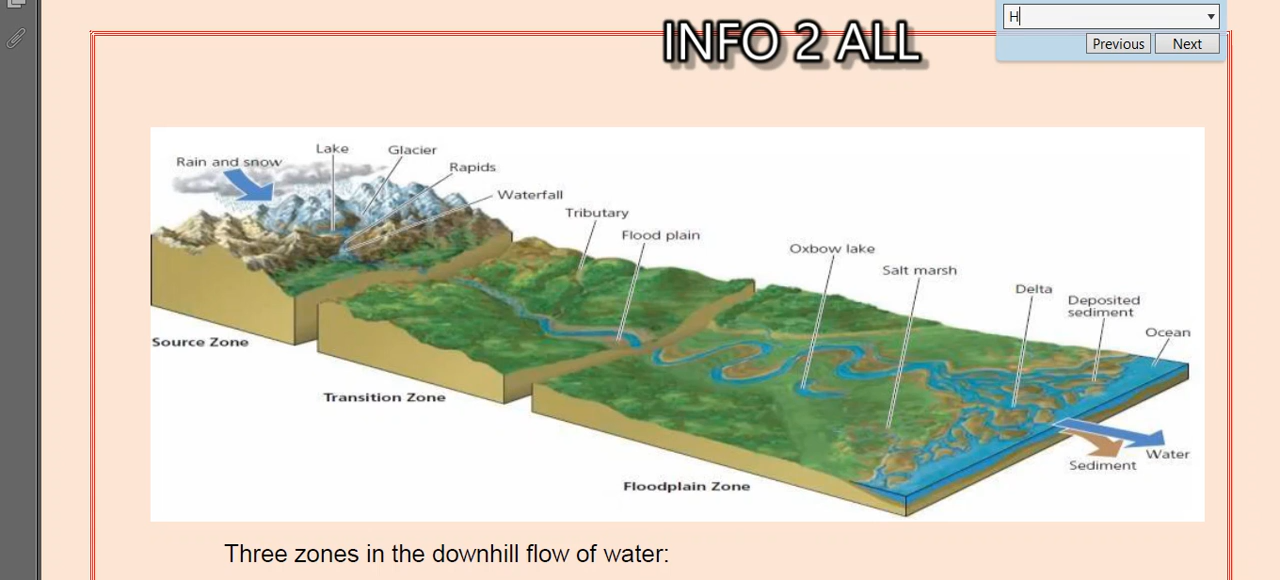 H
INFO 2 ALL
Previous
Next
Lake
Glacier
Rain and snow
Rapids
Waterfall
Tributary
Flood plain
Oxbow lake
Salt marsh
Delta
Deposited
sediment
Ocean
Source Zone
Transition Zone
Water
Sediment
Floodplain Zone
Three zones in the downhill flow of water: